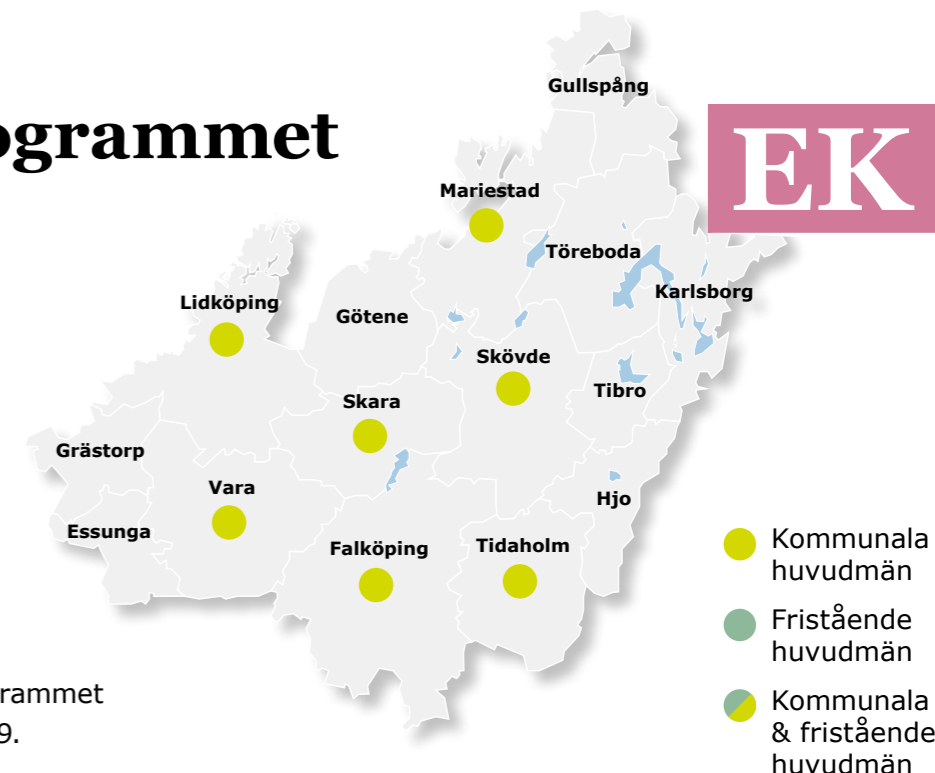 Gullspång
ogrammet
EK
Mariestad
Töreboda
Karlsborg
Lidköping
Götene
Skövde
Tibro
Skara
Grästorp
Vara
Hjo
Essunga
Falköping
Tidaholm
Kommunala
huvudmän
Fristående
huvudmän
Kommunala
& fristående
huvudmän
grammet
9.